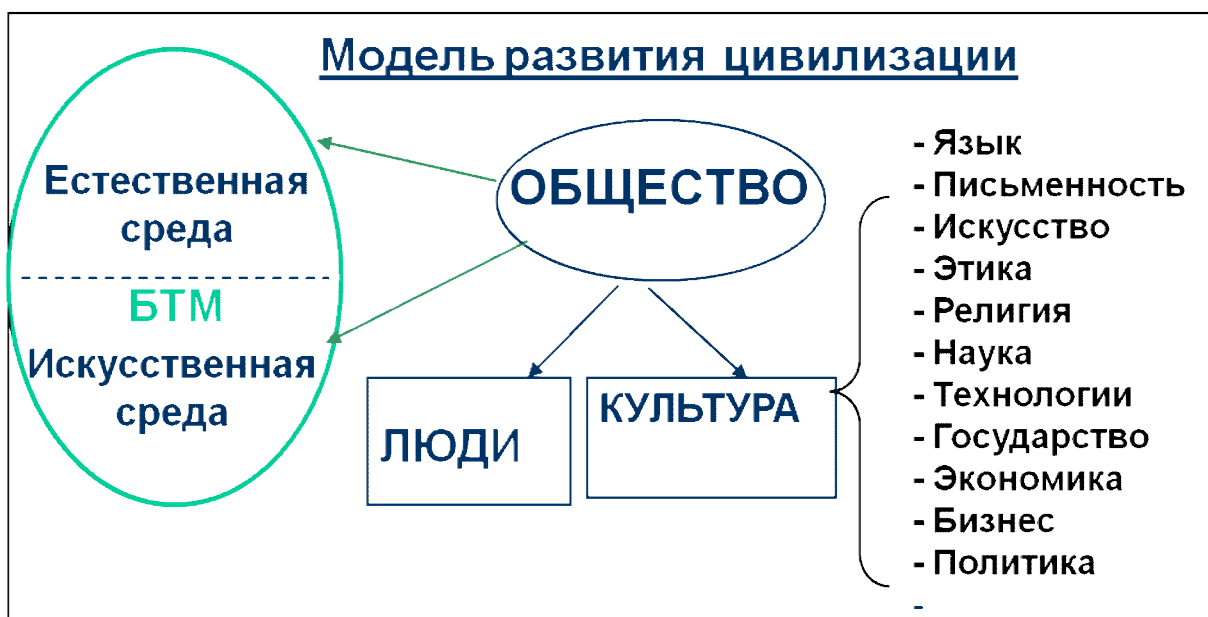 Модель развития цивилизации
Естественная
среда
БТМ
Искусственная
среда
ОБЩЕСТВО
ЛЮДИ
КУЛЬТУРА
- Язык
- Письменность
- Искусство
- Этика
- Религия
- Наука
- Технологии
- Государство
- Экономика
- Бизнес
- Политика
-